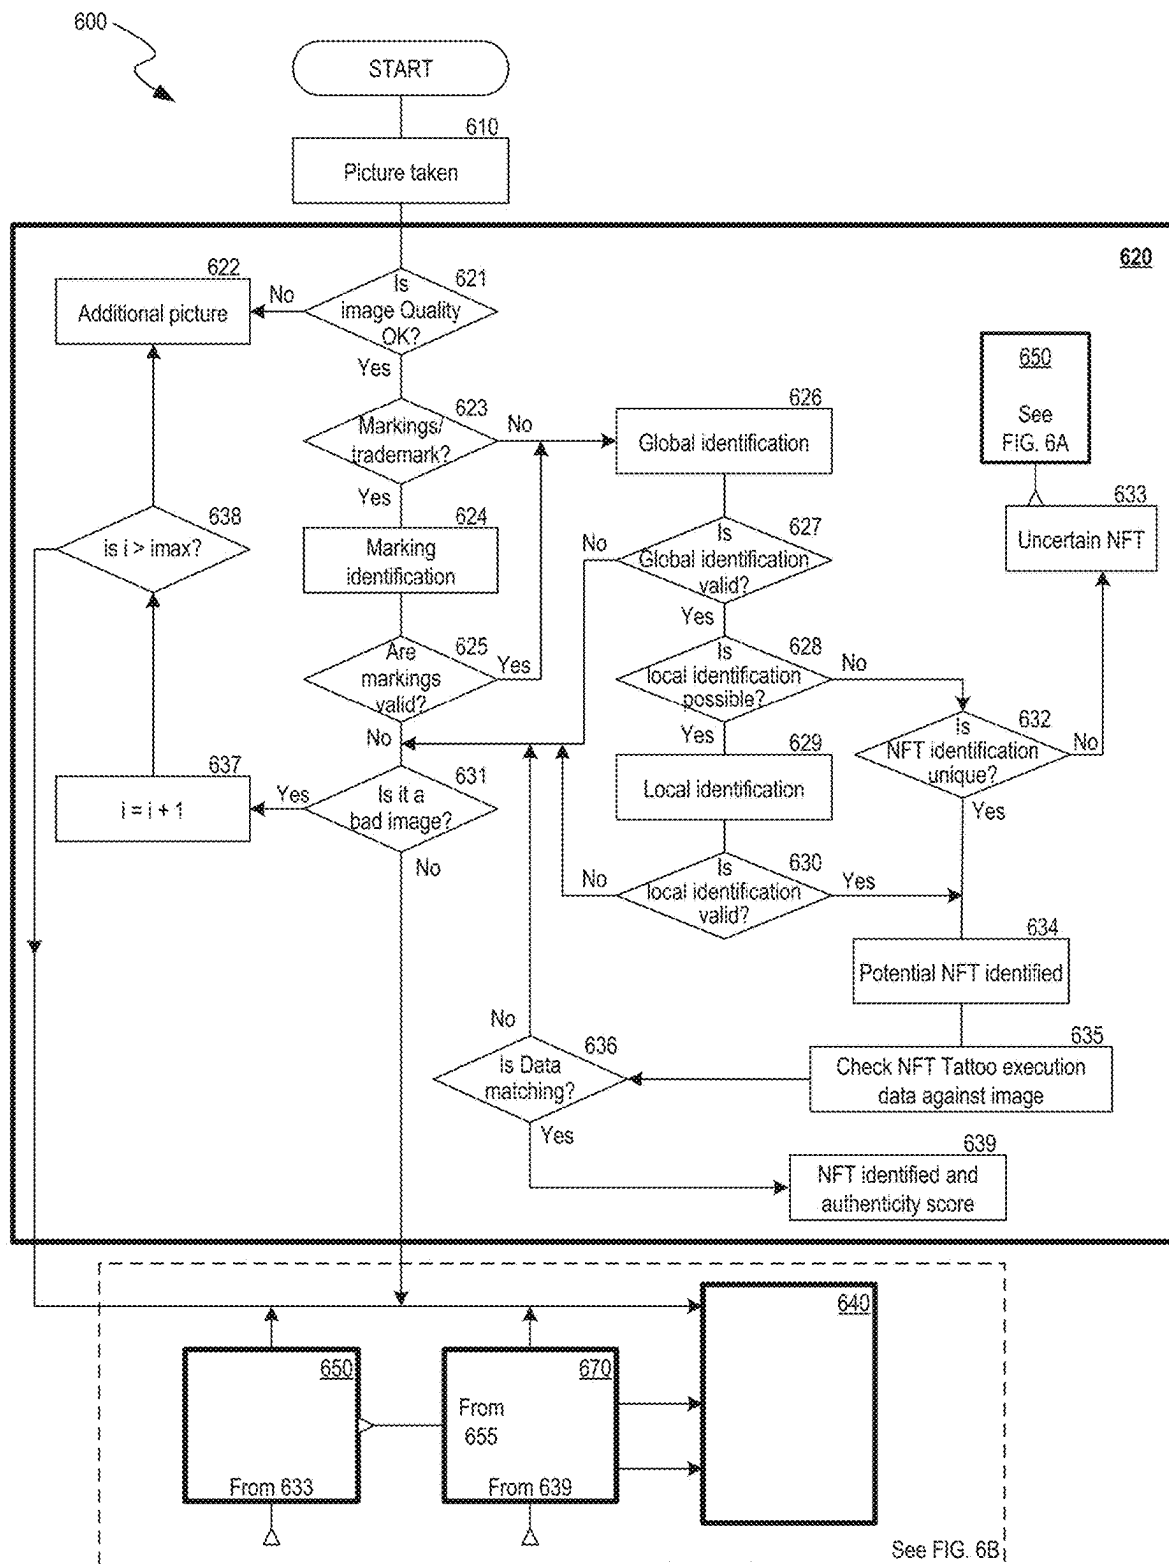 600
START
610
Picture taken
620
622
Additional picture
No
621
Is
image Quality
OK?
Yes
650
See
FIG. 6A
623
Markings/
trademark?
No
626
Global identification
633
Uncertain NFT
Yes
638
is i > imax?
624
Marking
identification
No
627
Is
Global identification
valid?
Yes
625
Are
markings
valid?
Yes
628
Is
local identification
possible?
No
No
Yes
629
Local identification
632
Is
NFT identification
unique?
No
Yes
637
i = i + 1
Yes
631
Is it a
bad image?
No
No
630
Is
local identification
valid?
Yes
634
Potential NFT identified
No
636
is Data
matching?
Yes
635
Check NFT Tattoo execution
data against image
639
NFT identified and
authenticity score
640
650
From 633
670
From
655
From 639
See FIG. 6B